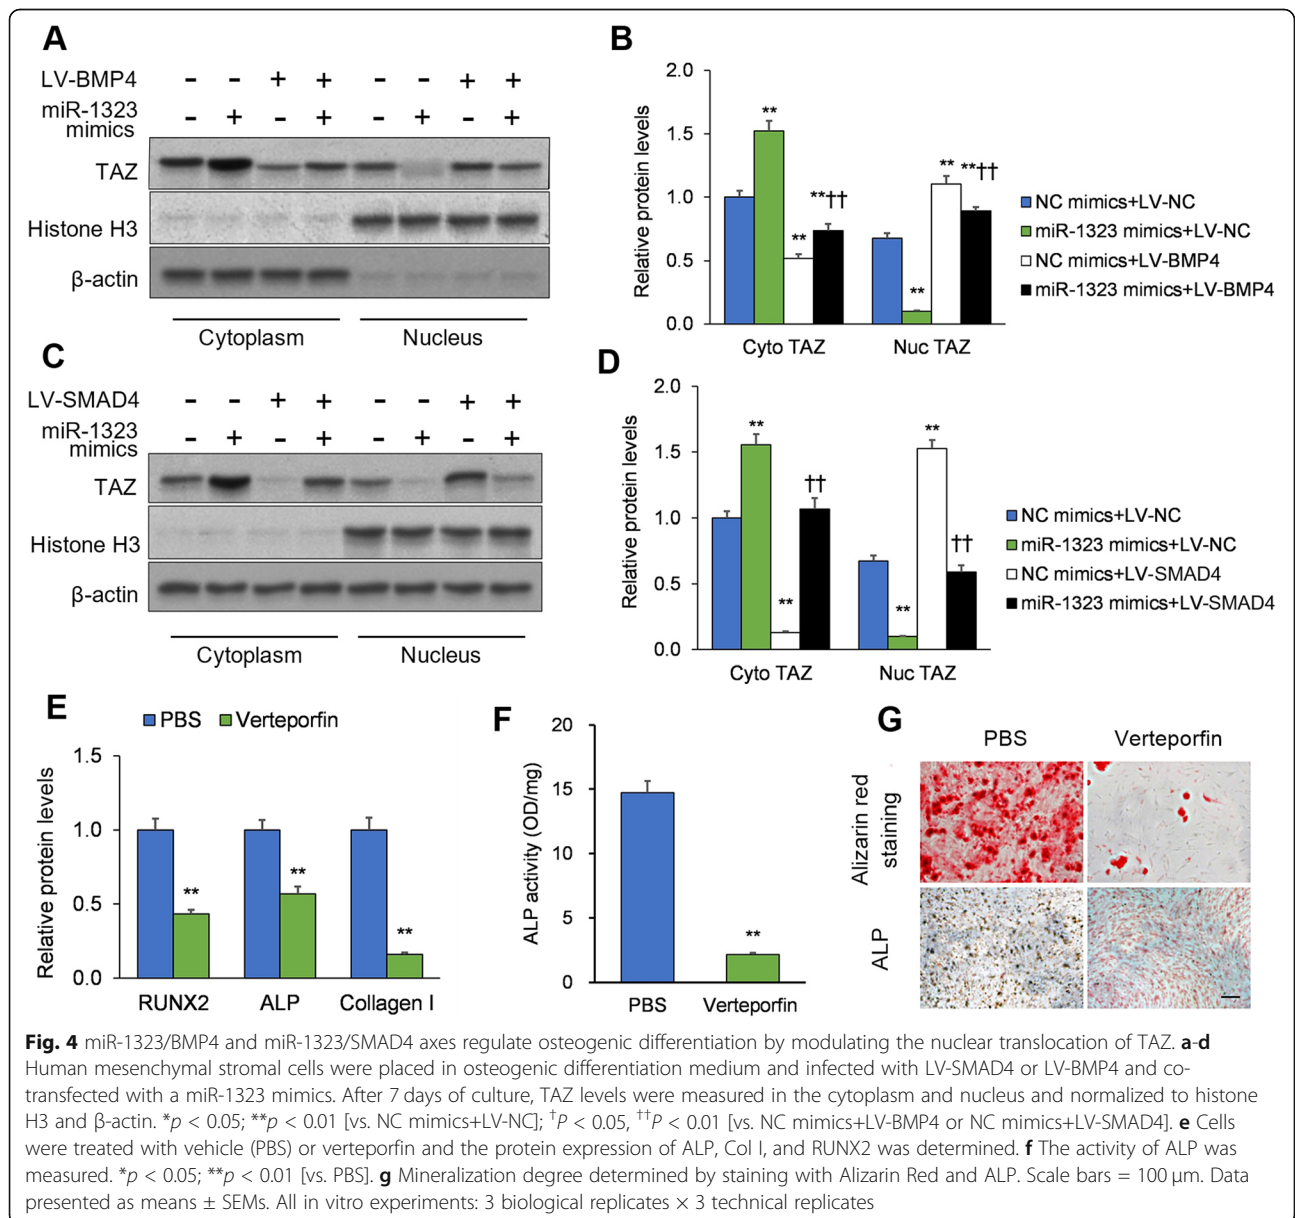 A
LV-BMP4 - - + + - - + +
miR-1323 mimics - + - + - + - +
TAZ
Histone H3
β-actin
Cytoplasm Nucleus
B
Relative protein levels
2.0
1.5
1.0
0.5
0.0
**
**
**††
**
**
**††
Cyto TAZ Nuc TAZ
NC mimics+LV-NC
miR-1323 mimics+LV-NC
NC mimics+LV-BMP4
miR-1323 mimics+LV-BMP4
C
LV-SMAD4 - - + + - - + +
miR-1323 mimics - + - + - + - +
TAZ
Histone H3
β-actin
Cytoplasm Nucleus
D
Relative protein levels
2.0
1.5
1.0
0.5
0.0
**
**
††
**
**
††
Cyto TAZ Nuc TAZ
NC mimics+LV-NC
miR-1323 mimics+LV-NC
NC mimics+LV-SMAD4
miR-1323 mimics+LV-SMAD4
E
PBS Verteporfin
Relative protein levels
1.5
1.0
0.5
0.0
**
**
**
RUNX2 ALP Collagen I
F
ALP activity (OD/mg)
20
15
10
5
0
**
PBS Verteporfin
G
PBS Verteporfin
Alizarin red
staining
ALP
Fig. 4 miR-1323/BMP4 and miR-1323/SMAD4 axes regulate osteogenic differentiation by modulating the nuclear translocation of TAZ. a-d
Human mesenchymal stromal cells were placed in osteogenic differentiation medium and infected with LV-SMAD4 or LV-BMP4 and co-
transfected with a miR-1323 mimics. After 7 days of culture, TAZ levels were measured in the cytoplasm and nucleus and normalized to histone
H3 and β-actin. *p < 0.05; **p < 0.01 [vs. NC mimics+LV-NC]; †P < 0.05, ††P < 0.01 [vs. NC mimics+LV-BMP4 or NC mimics+LV-SMAD4]. e Cells
were treated with vehicle (PBS) or verteporfin and the protein expression of ALP, Col I, and RUNX2 was determined. f The activity of ALP was
measured. *p < 0.05; **p < 0.01 [vs. PBS]. g Mineralization degree determined by staining with Alizarin Red and ALP. Scale bars = 100 μm. Data
presented as means ± SEMs. All in vitro experiments: 3 biological replicates × 3 technical replicates